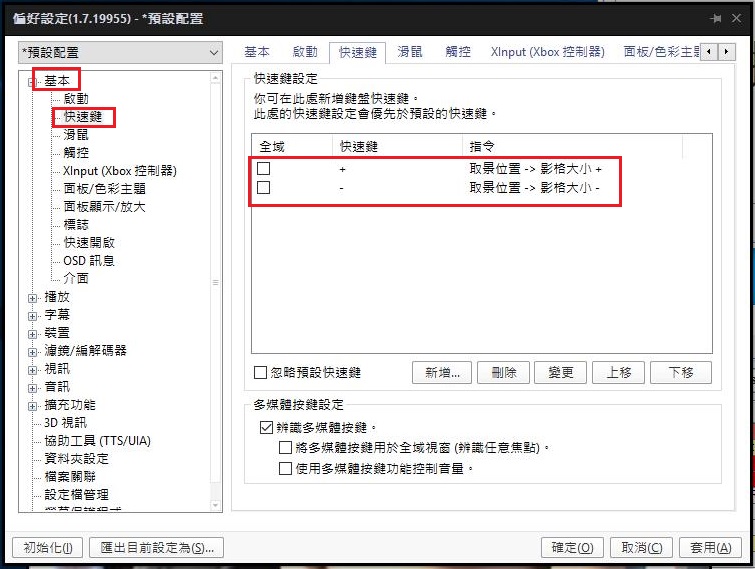 偏好設定(1.7.19955) - *預設配置
*預設配置
基本
啟動
快速鍵
滑鼠
觸控
XInput (Xbox 控制器)
面板/色彩主題
面板顯示/放大
標誌
快速開啟
OSD 訊息
介面
播放
字幕
裝置
濾鏡/編解碼器
視訊
音訊
擴充功能
3D 視訊
協助工具 (TTS/UIA)
資料夾設定
檔案關聯
設定檔管理
基本 啟動 快速鍵 滑鼠 觸控 XInput (Xbox 控制器) 面板/色彩主題
快速鍵設定
你可在此處新增鍵盤快速鍵。
此處的快速鍵設定會優先於預設的快速鍵。
全域 快速鍵 指令
+ 取景位置 -> 影格大小 +
- 取景位置 -> 影格大小 -
忽略預設快速鍵 新增... 刪除 變更 上移 下移
多媒體按鍵設定
辨識多媒體按鍵。
將多媒體按鍵用於全域視窗 (辨識任意焦點)。
使用多媒體按鍵功能控制音量。
初始化(I) 匯出目前設定為(S)... 確定(O) 取消(C) 套用(A)